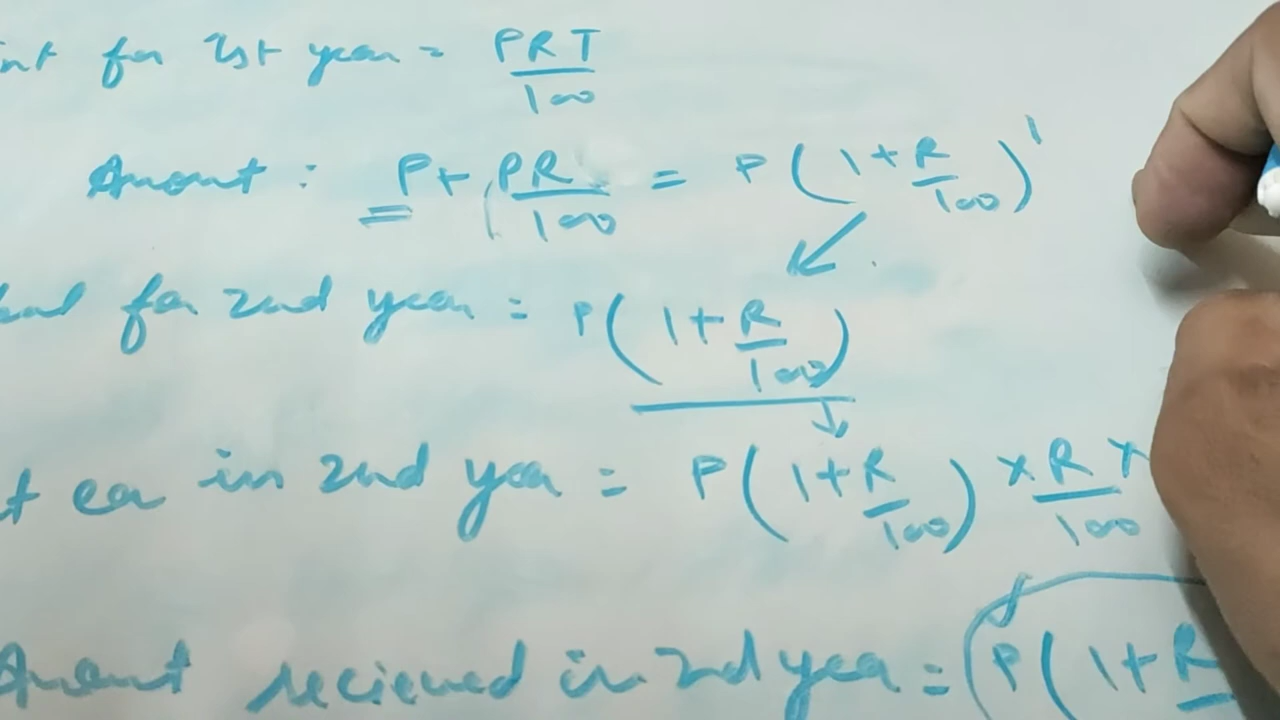 for 1st year = PRT/100
Amount : P + PR/100 = P(1+R/100)^1
for 2nd year = P(1+R/100)
in 2nd year = P(1+R/100) × R/100 ×
Amount recieved in 2nd year = (P(1+R